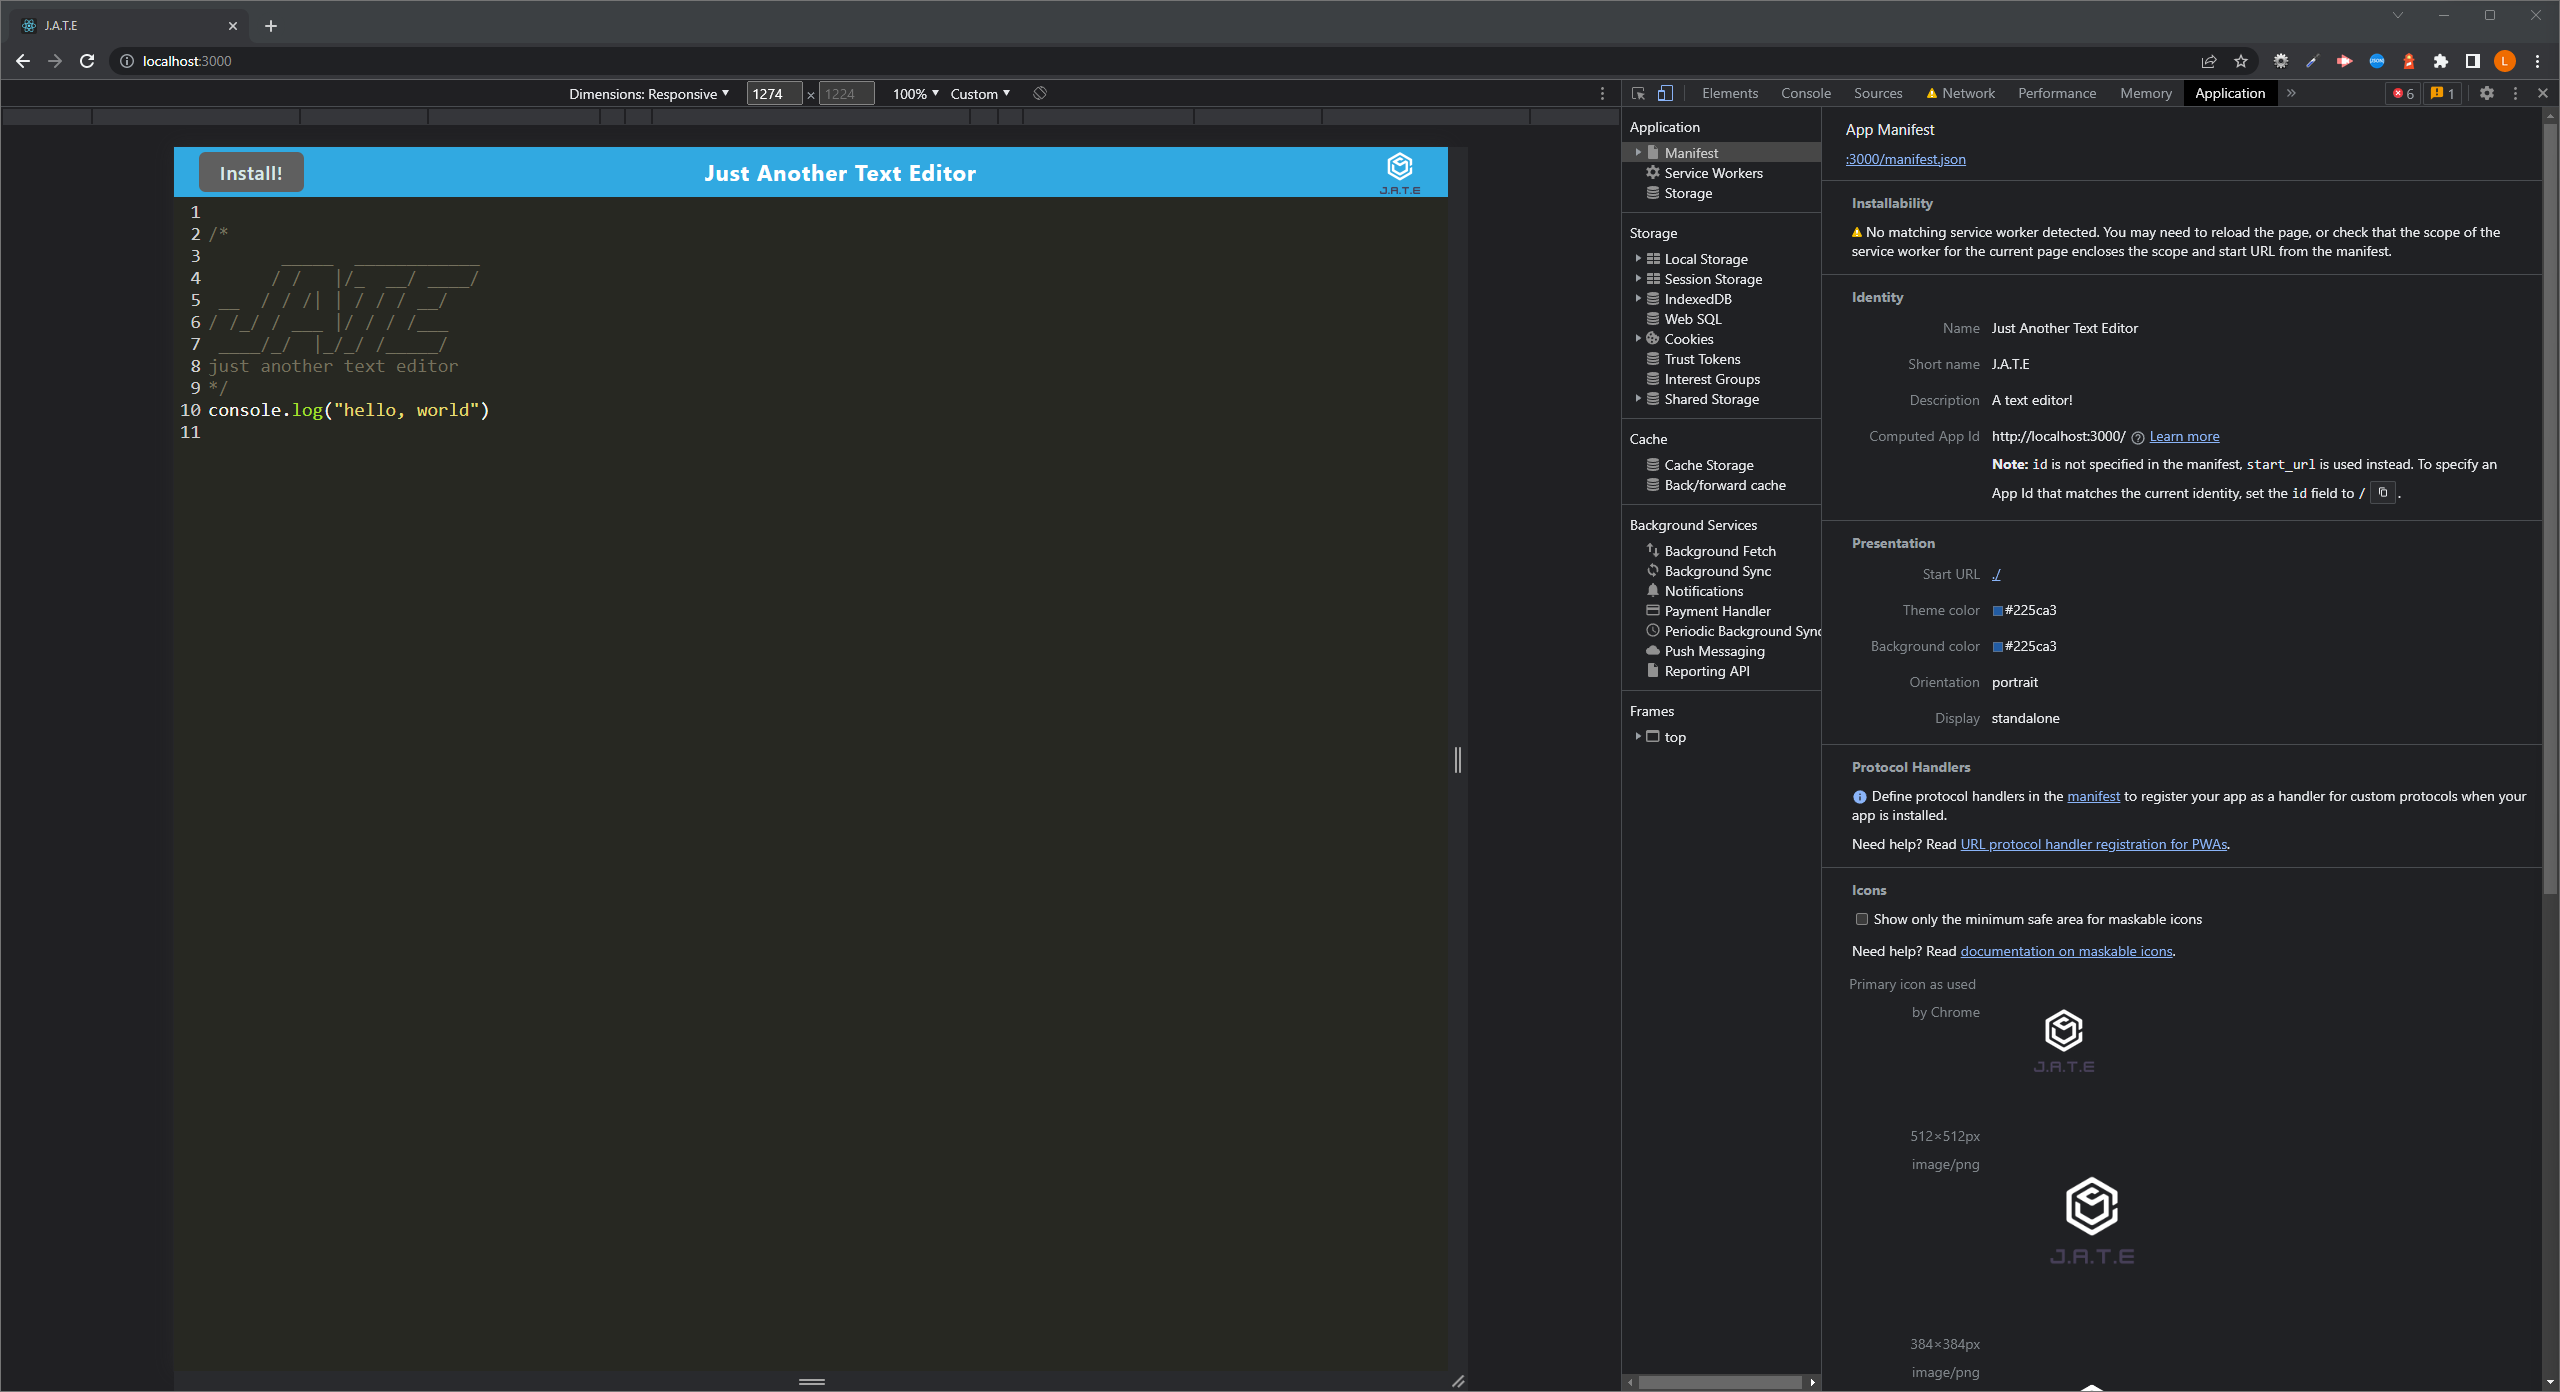 J.A.T.E
localhost:3000
Dimensions: Responsive 1274 × 1224 100% Custom
Elements Console Sources Network Performance Memory Application 6 1
Install! Just Another Text Editor J.A.T.E
1
2 /*
3       _____  ____________
4      / /   |/_  __/ ____/
5 __  / / /| | / / / __/
6 / /_/ / ___ |/ / / /___
7 ____/_/  |_/_/ /_____/
8 just another text editor
9 */
10 console.log("hello, world")
11
Application
Manifest
Service Workers
Storage
Storage
Local Storage
Session Storage
IndexedDB
Web SQL
Cookies
Trust Tokens
Interest Groups
Shared Storage
Cache
Cache Storage
Back/forward cache
Background Services
Background Fetch
Background Sync
Notifications
Payment Handler
Periodic Background Sync
Push Messaging
Reporting API
Frames
top
App Manifest
:3000/manifest.json
Installability
No matching service worker detected. You may need to reload the page, or check that the scope of the
service worker for the current page encloses the scope and start URL from the manifest.
Identity
Name Just Another Text Editor
Short name J.A.T.E
Description A text editor!
Computed App Id http://localhost:3000/ Learn more
Note: id is not specified in the manifest, start_url is used instead. To specify an
App Id that matches the current identity, set the id field to / .
Presentation
Start URL ./
Theme color #225ca3
Background color #225ca3
Orientation portrait
Display standalone
Protocol Handlers
Define protocol handlers in the manifest to register your app as a handler for custom protocols when your
app is installed.
Need help? Read URL protocol handler registration for PWAs.
Icons
Show only the minimum safe area for maskable icons
Need help? Read documentation on maskable icons.
Primary icon as used
by Chrome
J.A.T.E
512×512px
image/png
J.A.T.E
384×384px
image/png
L